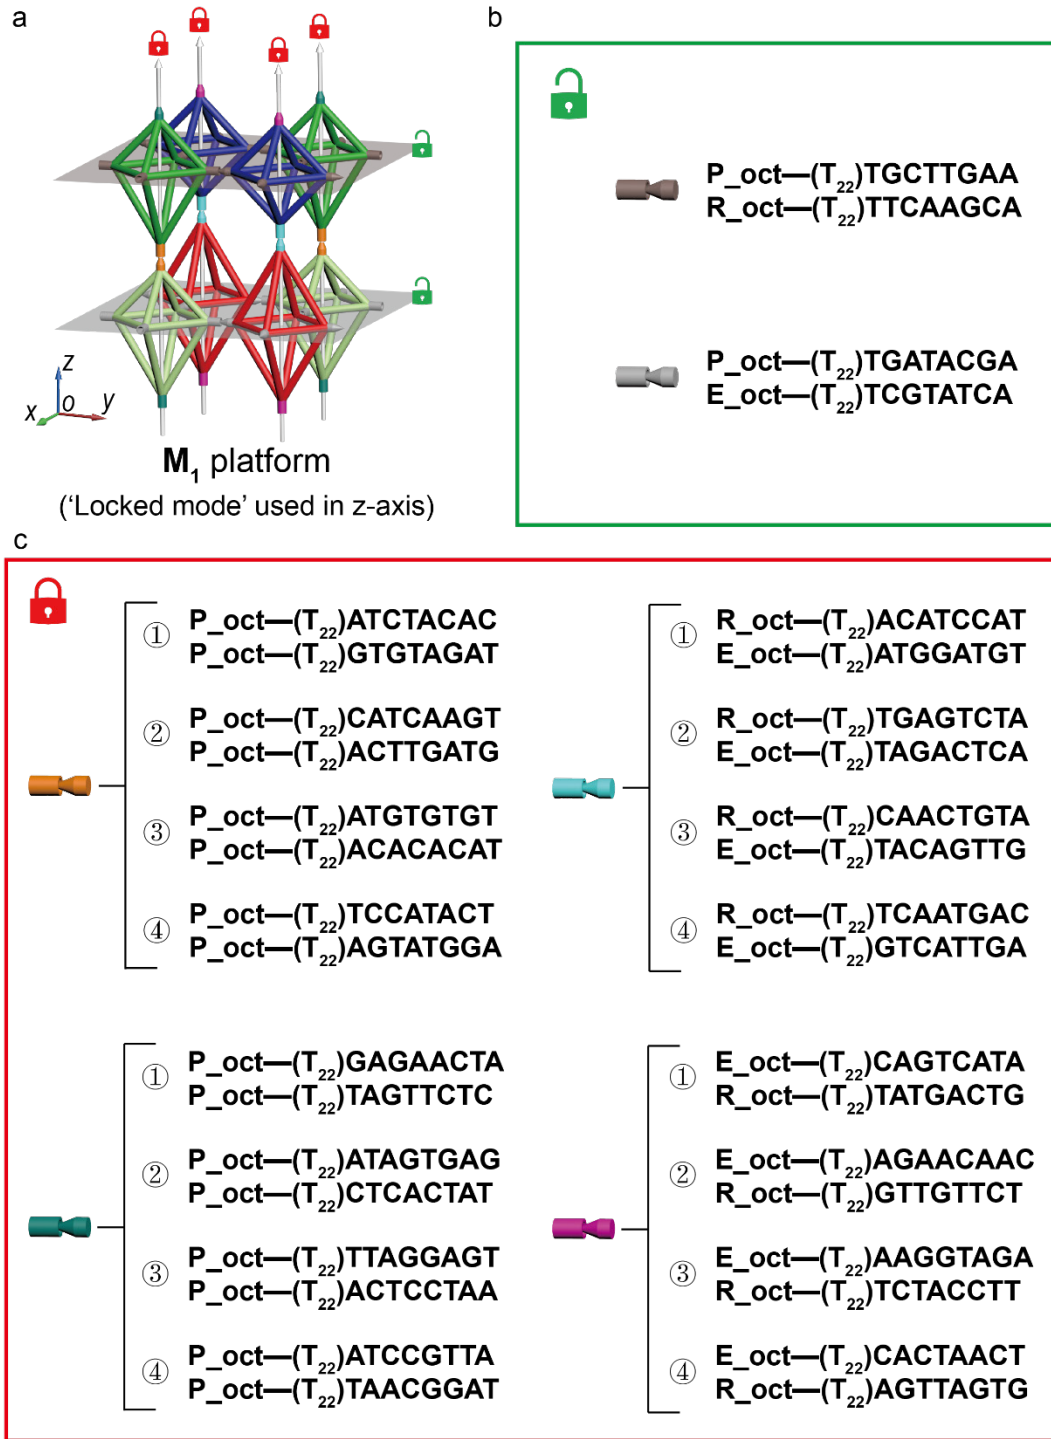 a
z
x
o
y
M₁ platform
('Locked mode' used in z-axis)
b
P_oct—(T₂₂)TGCTTGAA
R_oct—(T₂₂)TTCAAGCA
P_oct—(T₂₂)TGATACGA
E_oct—(T₂₂)TCGTATCA
c
①
P_oct—(T₂₂)ATCTACAC
P_oct—(T₂₂)GTGTAGAT
②
P_oct—(T₂₂)CATCAAGT
P_oct—(T₂₂)ACTTGATG
③
P_oct—(T₂₂)ATGTGTGT
P_oct—(T₂₂)ACACACAT
④
P_oct—(T₂₂)TCCATACT
P_oct—(T₂₂)AGTATGGA
①
R_oct—(T₂₂)ACATCCAT
E_oct—(T₂₂)ATGGATGT
②
R_oct—(T₂₂)TGAGTCTA
E_oct—(T₂₂)TAGACTCA
③
R_oct—(T₂₂)CAACTGTA
E_oct—(T₂₂)TACAGTTG
④
R_oct—(T₂₂)TCAATGAC
E_oct—(T₂₂)GTCATTGA
①
P_oct—(T₂₂)GAGAACTA
P_oct—(T₂₂)TAGTTCTC
②
P_oct—(T₂₂)ATAGTGAG
P_oct—(T₂₂)CTCACTAT
③
P_oct—(T₂₂)TTAGGAGT
P_oct—(T₂₂)ACTCCTAA
④
P_oct—(T₂₂)ATCCGTTA
P_oct—(T₂₂)TAACGGAT
①
E_oct—(T₂₂)CAGTCATA
R_oct—(T₂₂)TATGACTG
②
E_oct—(T₂₂)AGAACAAC
R_oct—(T₂₂)GTTGTTCT
③
E_oct—(T₂₂)AAGGTAGA
R_oct—(T₂₂)TCTACCTT
④
E_oct—(T₂₂)CACTAACT
R_oct—(T₂₂)AGTTAGTG